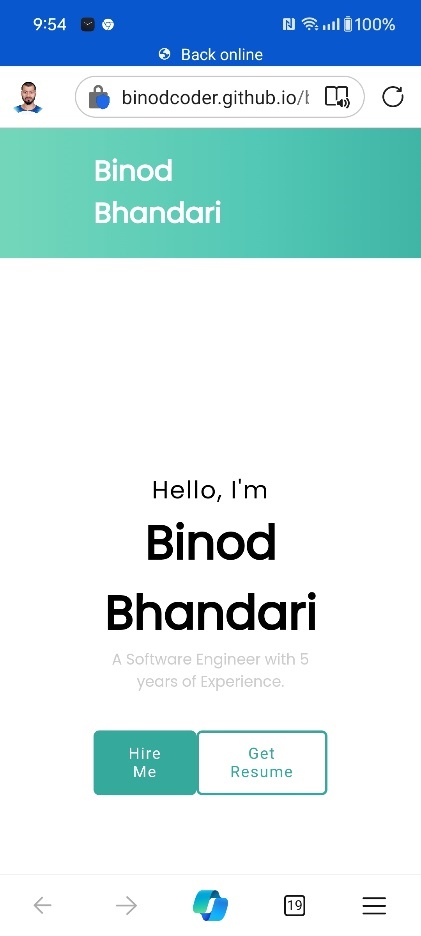 9:54 100%
Back online
binodcoder.github.io/b
Binod
Bhandari
Hello, I'm
Binod
Bhandari
A Software Engineer with 5
years of Experience.
Hire
Me
Get
Resume
19